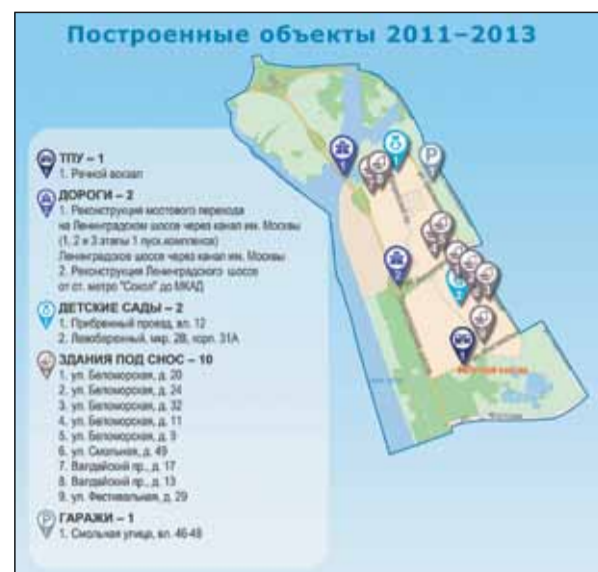 Построенные объекты 2011–2013
ТПУ – 1
1. Речной вокзал
ДОРОГИ – 2
1. Реконструкция мостового перехода
на Ленинградском шоссе через канал им. Москвы
(1, 2 и 3 этапы 1 пуск.комплекса)
Ленинградское шоссе через канал им. Москвы
2. Реконструкция Ленинградского шоссе
от ст. метро "Сокол" до МКАД
ДЕТСКИЕ САДЫ – 2
1. Прибрежный проезд, вл. 12
2. Левобережный, мкр. 2В, корп. 31А
ЗДАНИЯ ПОД СНОС – 10
1. ул. Беломорская, д. 20
2. ул. Беломорская, д. 24
3. ул. Беломорская, д. 32
4. ул. Беломорская, д. 11
5. ул. Беломорская, д. 9
6. ул. Смольная, д. 49
7. Валдайский пр., д. 17
8. Валдайский пр., д. 13
9. ул. Фестивальная, д. 29
P ГАРАЖИ – 1
1. Смольная улица, вл. 46-48
1
1
P
2
2
1